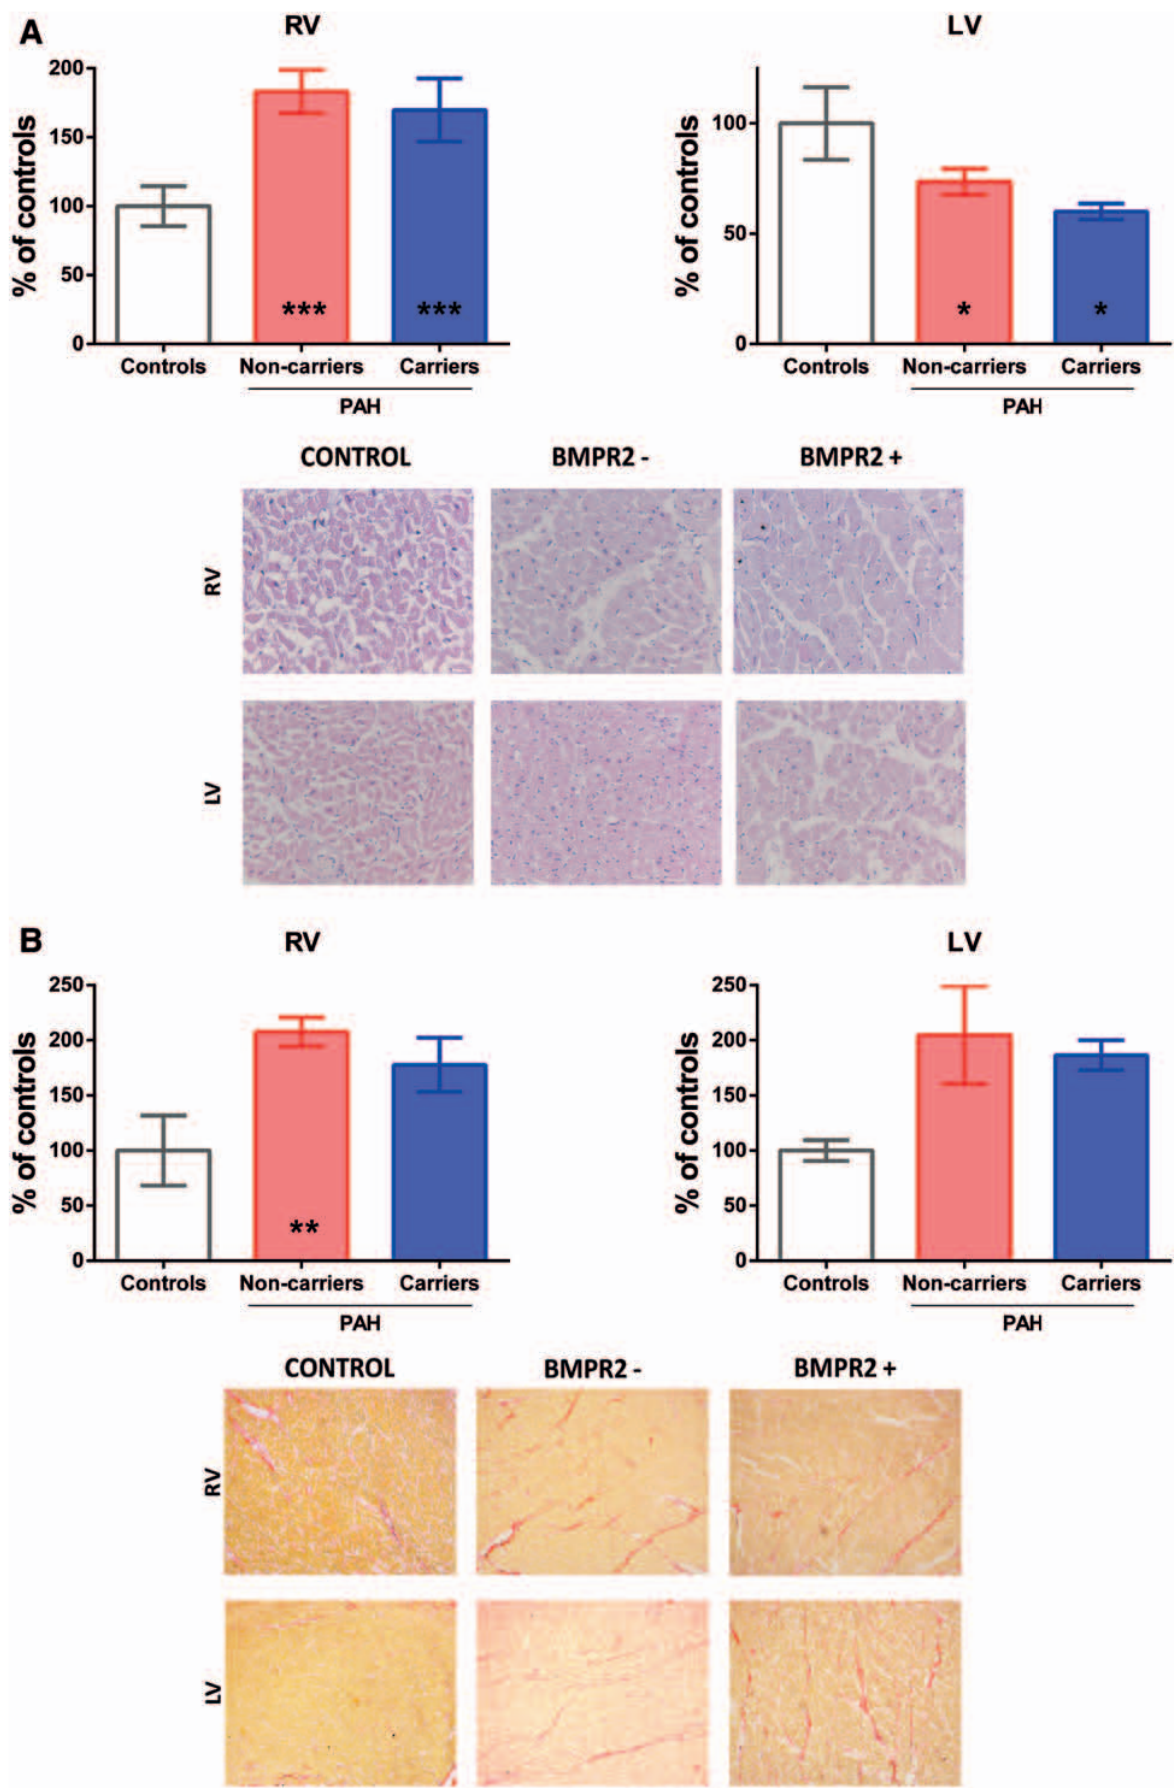 A
RV
LV
% of controls
200
150
100
50
0
***
***
Controls
Non-carriers
Carriers
PAH
% of controls
100
50
0
*
*
Controls
Non-carriers
Carriers
PAH
CONTROL
BMPR2 -
BMPR2 +
RV
LV
B
RV
LV
% of controls
250
200
150
100
50
0
**
Controls
Non-carriers
Carriers
PAH
% of controls
250
200
150
100
50
0
Controls
Non-carriers
Carriers
PAH
CONTROL
BMPR2 -
BMPR2 +
RV
LV